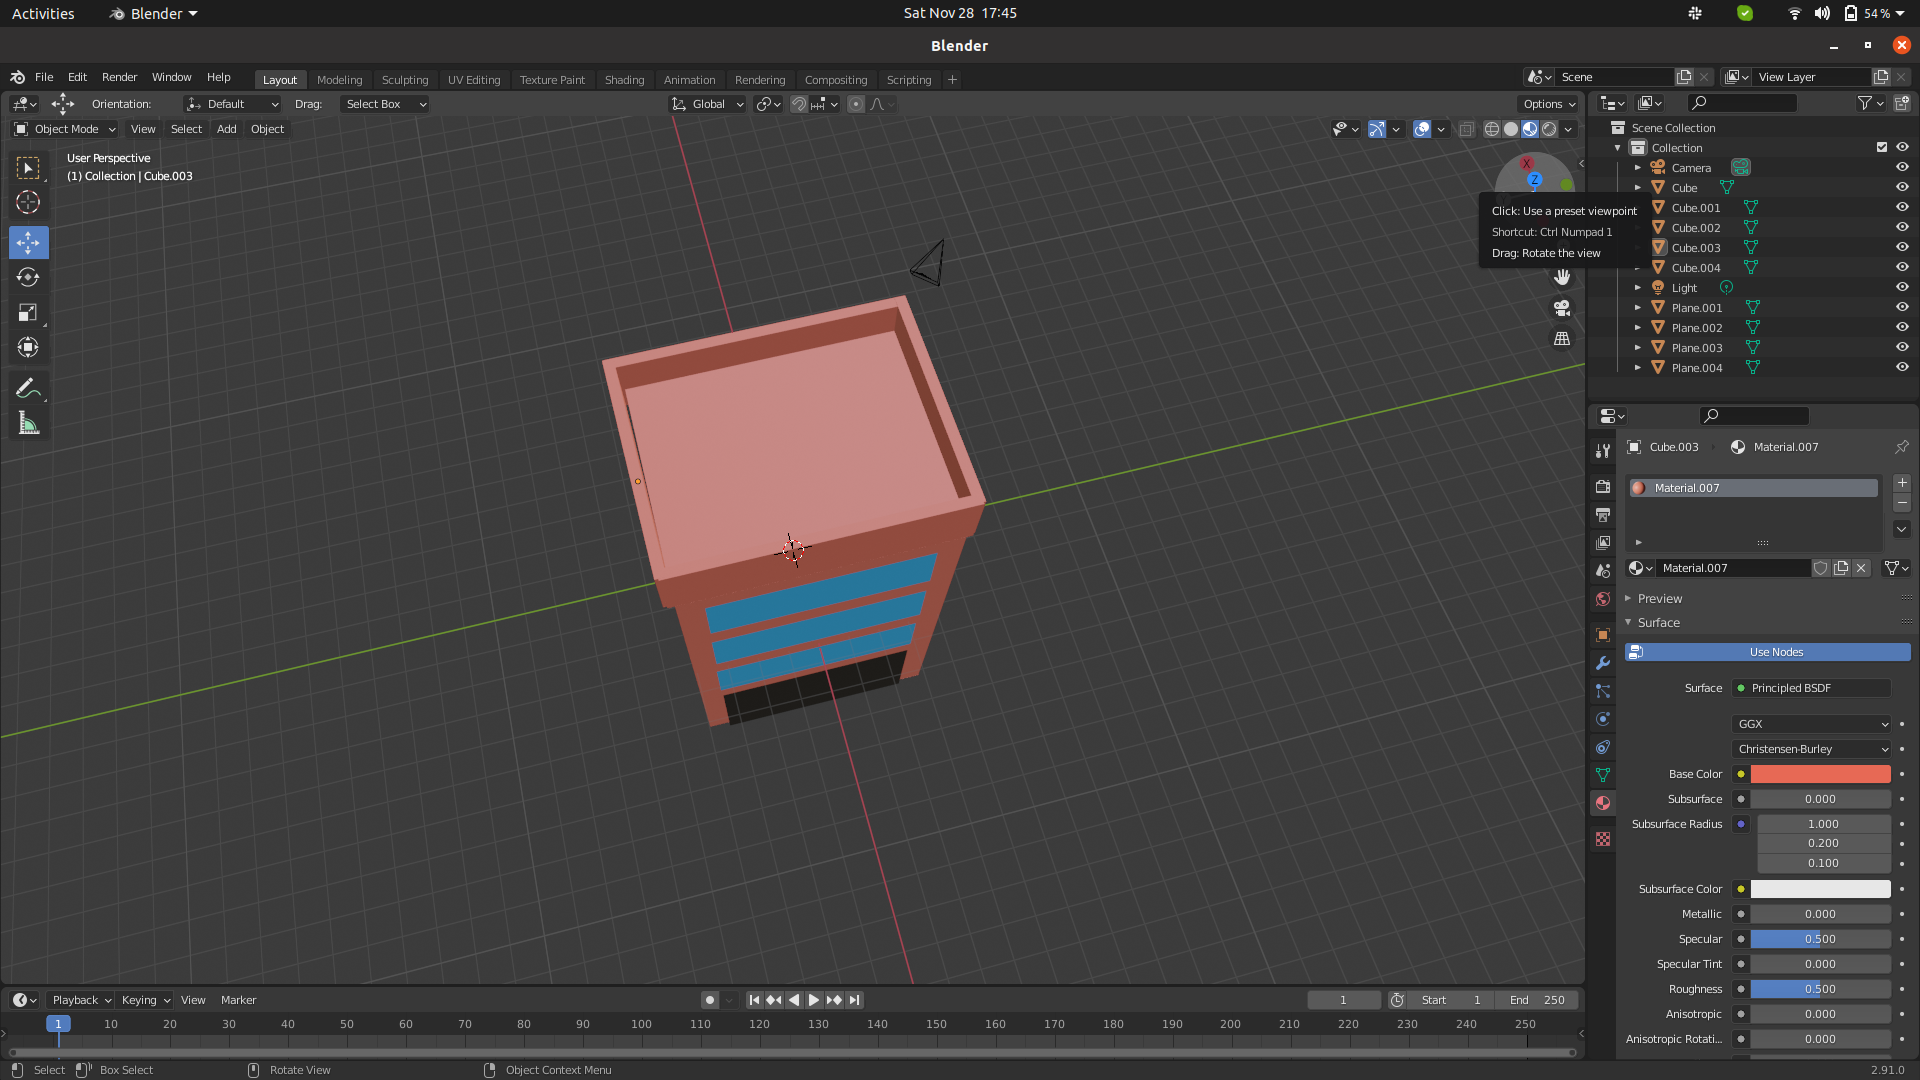 Activities Blender Sat Nov 28 17:45 54 %
Blender
File Edit Render Window Help Layout Modeling Sculpting UV Editing Texture Paint Shading Animation Rendering Compositing Scripting + Scene View Layer
Orientation: Default Drag: Select Box Global Options
Object Mode View Select Add Object
User Perspective
(1) Collection | Cube.003
X
Z
Click: Use a preset viewpoint
Shortcut: Ctrl Numpad 1
Drag: Rotate the view
Scene Collection
Collection
Camera
Cube
Cube.001
Cube.002
Cube.003
Cube.004
Light
Plane.001
Plane.002
Plane.003
Plane.004
Cube.003 Material.007
Material.007
Material.007
Preview
Surface
Use Nodes
Surface Principled BSDF
GGX
Christensen-Burley
Base Color
Subsurface 0.000
Subsurface Radius 1.000
0.200
0.100
Subsurface Color
Metallic 0.000
Specular 0.500
Specular Tint 0.000
Roughness 0.500
Anisotropic 0.000
Anisotropic Rotati... 0.000
Playback Keying View Marker 1 Start 1 End 250
1 10 20 30 40 50 60 70 80 90 100 110 120 130 140 150 160 170 180 190 200 210 220 230 240 250
Select Box Select Rotate View Object Context Menu 2.91.0